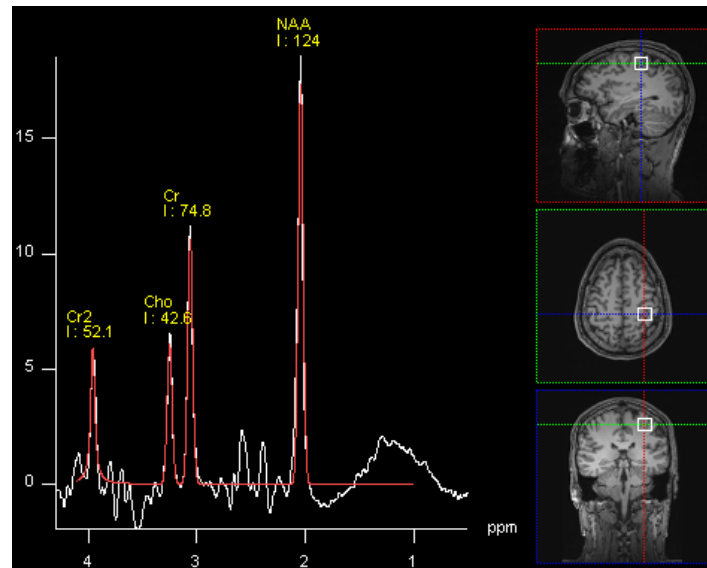 NAA
I : 124
15
Cr
I : 74.8
10
Cho
I : 42.6
Cr2
I : 52.1
5
0
ppm
4 3 2 1